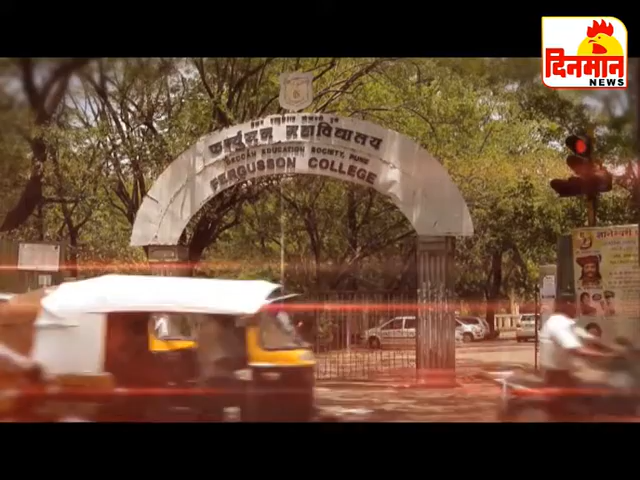 दिनमान
NEWS
फर्ग्युसन महाविद्यालय
DECCAN EDUCATION SOCIETY, PUNE
FERGUSSON COLLEGE